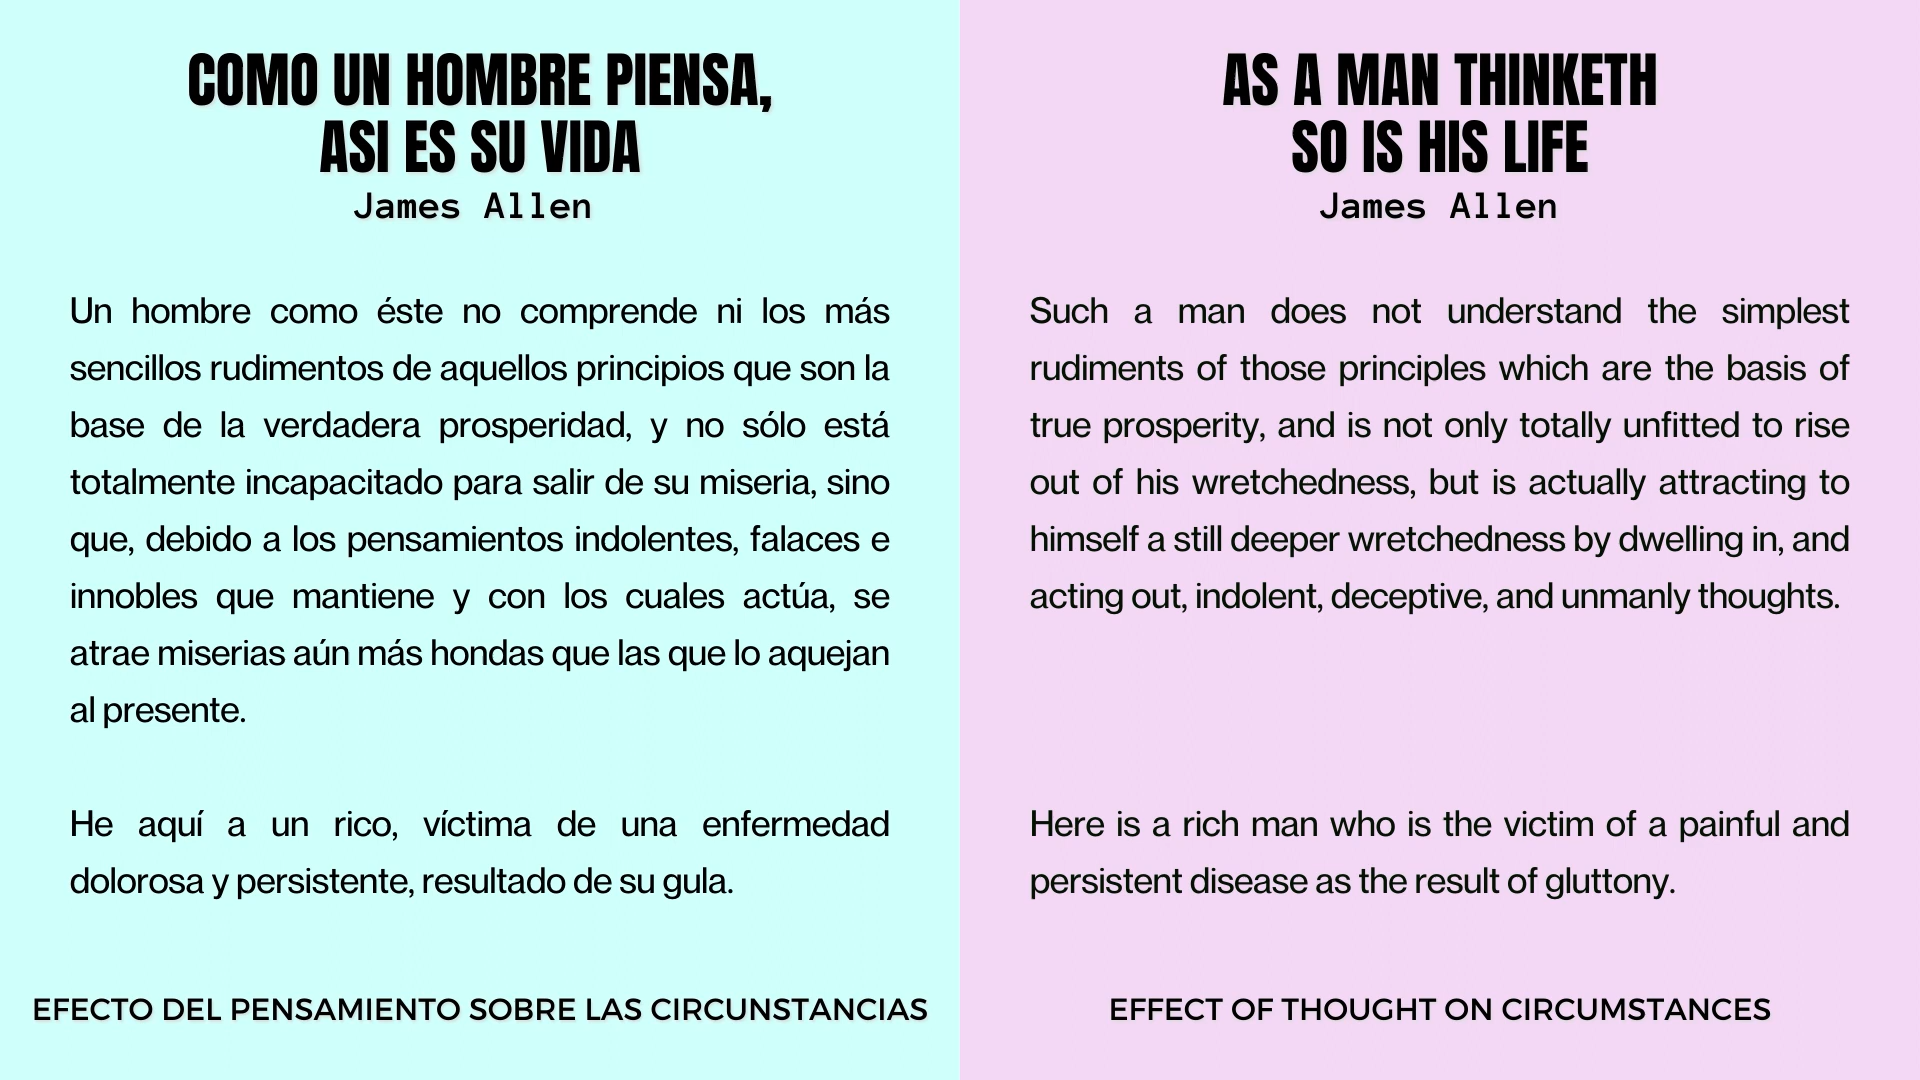 COMO UN HOMBRE PIENSA,
ASI ES SU VIDA
James Allen
Un hombre como éste no comprende ni los más
sencillos rudimentos de aquellos principios que son la
base de la verdadera prosperidad, y no sólo está
totalmente incapacitado para salir de su miseria, sino
que, debido a los pensamientos indolentes, falaces e
innobles que mantiene y con los cuales actúa, se
atrae miserias aún más hondas que las que lo aquejan
al presente.
He aquí a un rico, víctima de una enfermedad
dolorosa y persistente, resultado de su gula.
EFECTO DEL PENSAMIENTO SOBRE LAS CIRCUNSTANCIAS
AS A MAN THINKETH
SO IS HIS LIFE
James Allen
Such a man does not understand the simplest
rudiments of those principles which are the basis of
true prosperity, and is not only totally unfitted to rise
out of his wretchedness, but is actually attracting to
himself a still deeper wretchedness by dwelling in, and
acting out, indolent, deceptive, and unmanly thoughts.
Here is a rich man who is the victim of a painful and
persistent disease as the result of gluttony.
EFFECT OF THOUGHT ON CIRCUMSTANCES